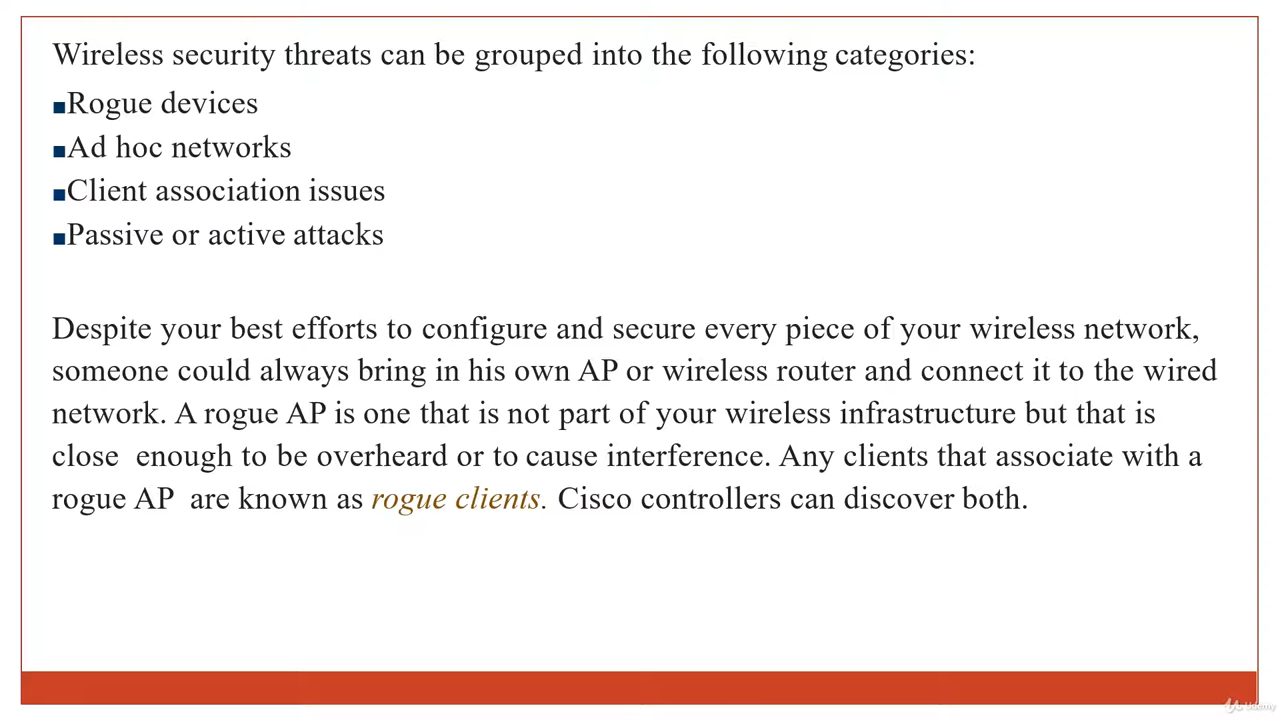 Wireless security threats can be grouped into the following categories:
■Rogue devices
■Ad hoc networks
■Client association issues
■Passive or active attacks
Despite your best efforts to configure and secure every piece of your wireless network,
someone could always bring in his own AP or wireless router and connect it to the wired
network. A rogue AP is one that is not part of your wireless infrastructure but that is
close enough to be overheard or to cause interference. Any clients that associate with a
rogue AP are known as rogue clients. Cisco controllers can discover both.
Udemy